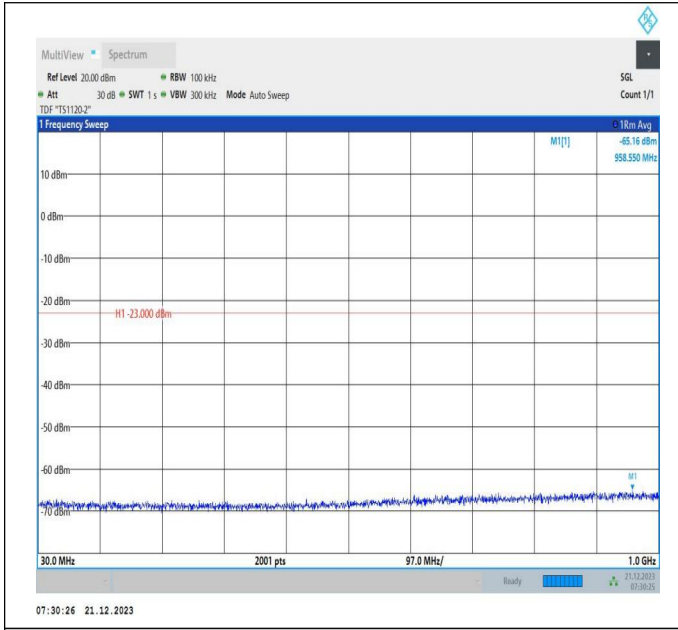 R S
MultiView Spectrum
Ref Level 20.00 dBm RBW 100 kHz SGL
Att 30 dB SWT 1 s VBW 300 kHz Mode Auto Sweep Count 1/1
TDF "TS1120-2"
1 Frequency Sweep 1Rm Avg
M1[1] -65.16 dBm
958.550 MHz
10 dBm
0 dBm
-10 dBm
-20 dBm
H1 -23.000 dBm
-30 dBm
-40 dBm
-50 dBm
-60 dBm
M1
-70 dBm
30.0 MHz 2001 pts 97.0 MHz/ 1.0 GHz
Ready 21.12.2023
07:30:25
07:30:26 21.12.2023